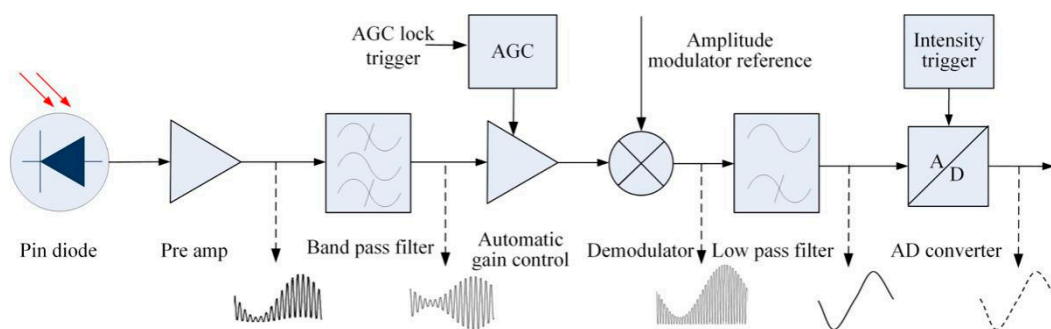 AGC lock
trigger
AGC
Amplitude
modulator reference
Intensity
trigger
A
D
Pin diode
Pre amp
Band pass filter
Automatic
gain control
Demodulator
Low pass filter
AD converter